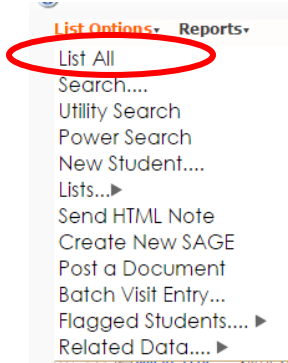 List Options▾ Reports▾
List All
Search....
Utility Search
Power Search
New Student....
Lists...▶
Send HTML Note
Create New SAGE
Post a Document
Batch Visit Entry...
Flagged Students.... ▶
Related Data.... ▶